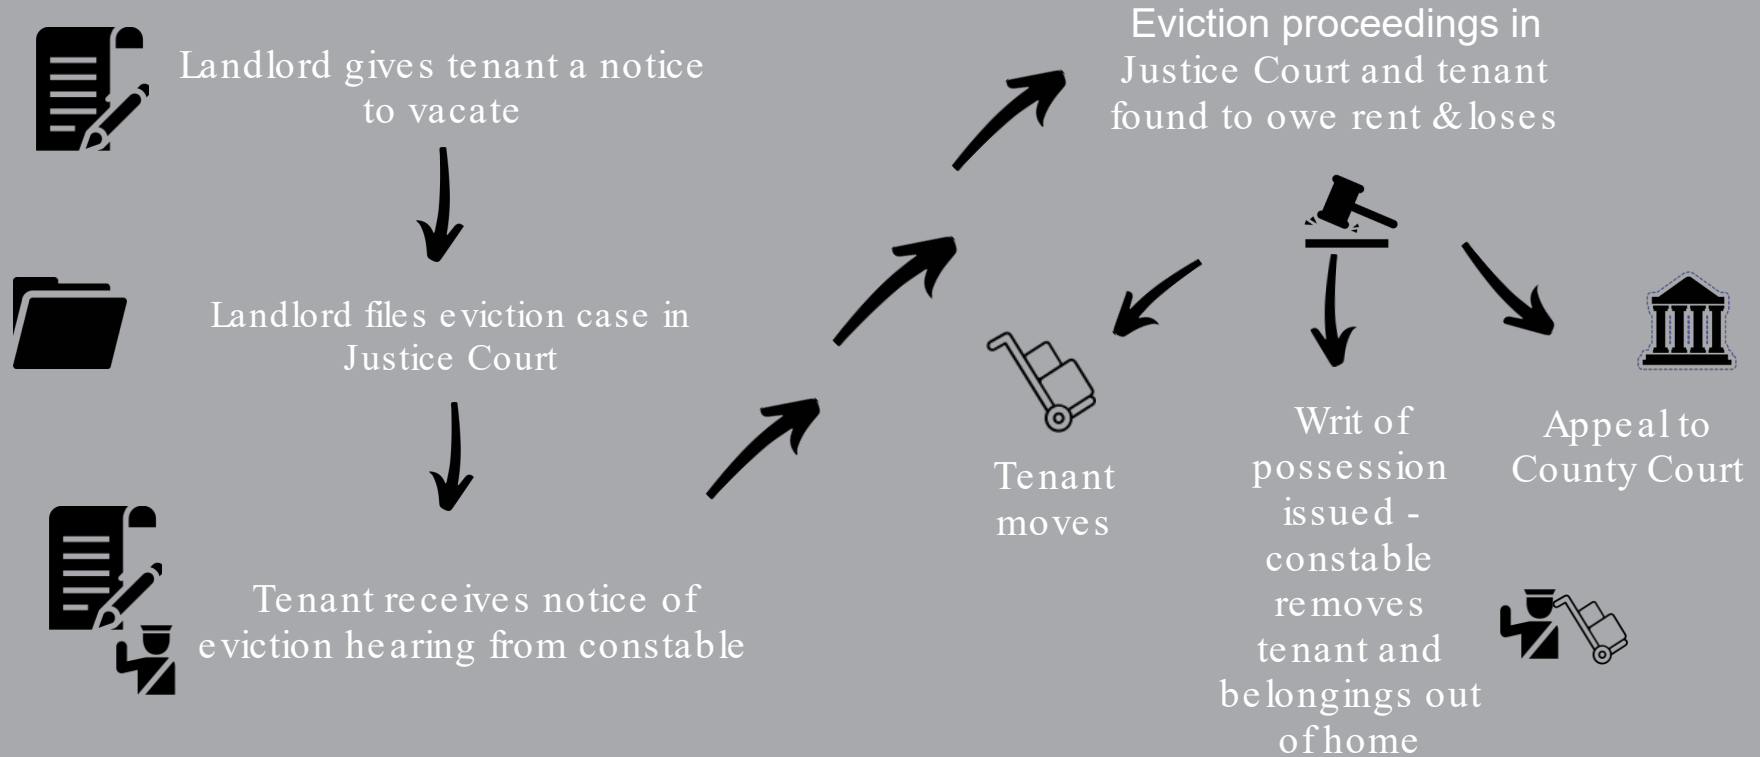 Landlord gives tenant a notice
to vacate
Landlord files eviction case in
Justice Court
Tenant receives notice of
eviction hearing from constable
Eviction proceedings in
Justice Court and tenant
found to owe rent & loses
Tenant
moves
Writ of
possession
issued -
constable
removes
tenant and
belongings out
of home
Appeal to
County Court